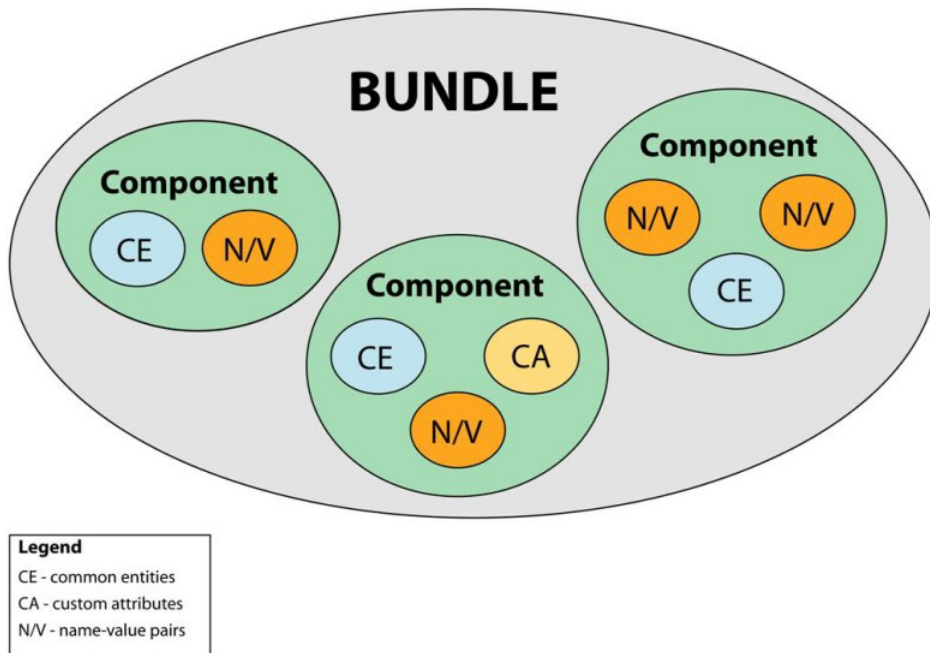 BUNDLE
Component
CE
N/V
Component
CE
CA
N/V
Component
N/V
N/V
CE
Legend
CE - common entities
CA - custom attributes
N/V - name-value pairs